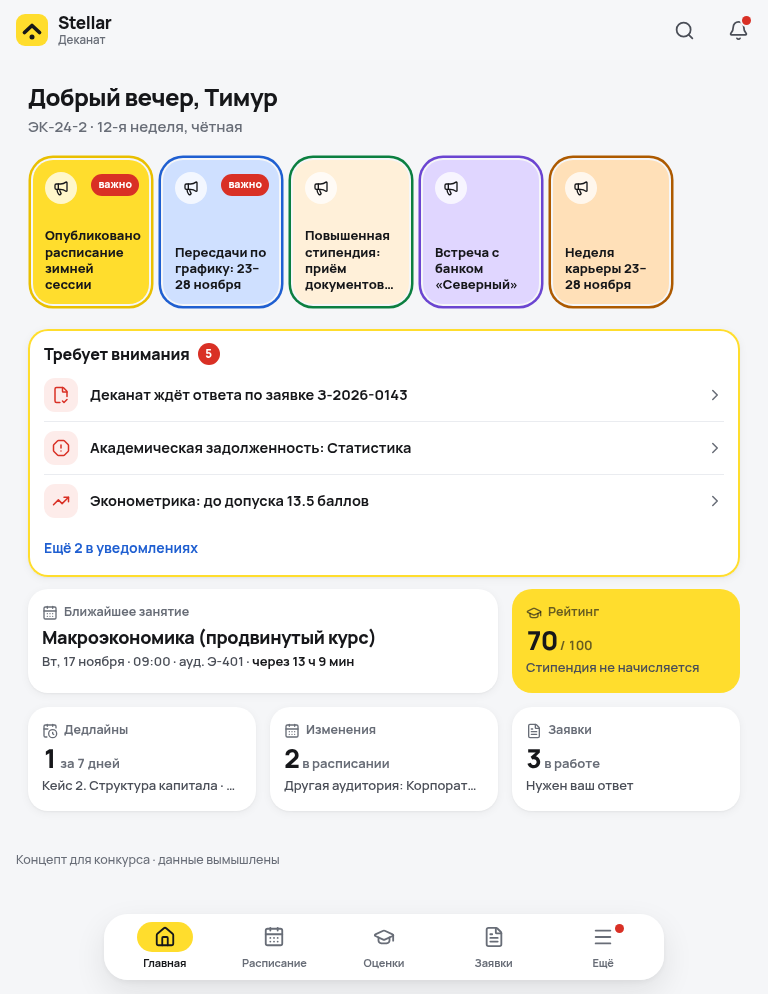 Stellar
Деканат
Добрый вечер, Тимур
ЭК-24-2 · 12-я неделя, чётная
важно
Опубликовано
расписание
зимней
сессии
важно
Пересдачи по
графику: 23–
28 ноября
Повышенная
стипендия:
приём
документов…
Встреча с
банком
«Северный»
Неделя
карьеры 23–
28 ноября
Требует внимания 5
Деканат ждёт ответа по заявке З-2026-0143
Академическая задолженность: Статистика
Эконометрика: до допуска 13.5 баллов
Ещё 2 в уведомлениях
Ближайшее занятие
Макроэкономика (продвинутый курс)
Вт, 17 ноября · 09:00 · ауд. Э-401 · через 13 ч 9 мин
Рейтинг
70 / 100
Стипендия не начисляется
Дедлайны
1 за 7 дней
Кейс 2. Структура капитала · …
Изменения
2 в расписании
Другая аудитория: Корпорат…
Заявки
3 в работе
Нужен ваш ответ
Концепт для конкурса · данные вымышлены
Главная
Расписание
Оценки
Заявки
Ещё